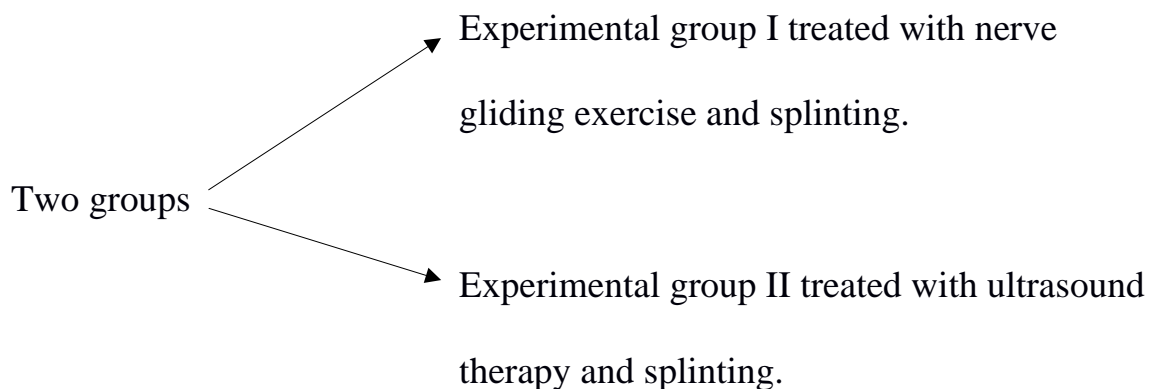 Experimental group I treated with nerve
gliding exercise and splinting.
Two groups
Experimental group II treated with ultrasound
therapy and splinting.